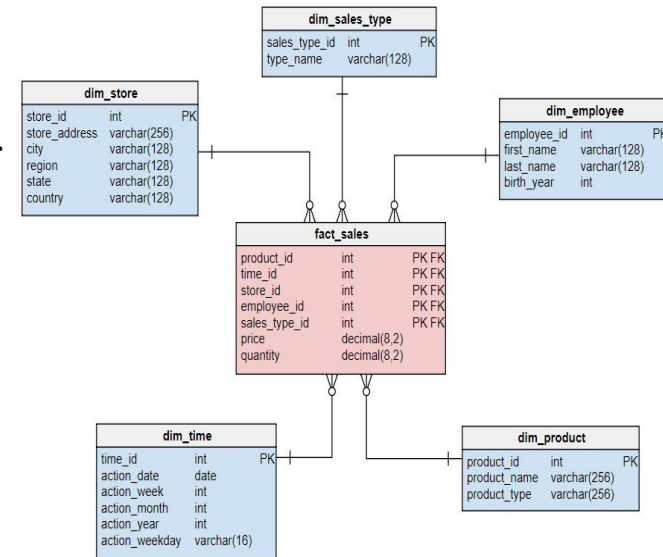 dim_sales_type
sales_type_id int PK
type_name varchar(128)
dim_store
store_id int PK
store_address varchar(256)
city varchar(128)
region varchar(128)
state varchar(128)
country varchar(128)
dim_employee
employee_id int PK
first_name varchar(128)
last_name varchar(128)
birth_year int
fact_sales
product_id int PK FK
time_id int PK FK
store_id int PK FK
employee_id int PK FK
sales_type_id int PK FK
price decimal(8,2)
quantity decimal(8,2)
dim_time
time_id int PK
action_date date
action_week int
action_month int
action_year int
action_weekday varchar(16)
dim_product
product_id int PK
product_name varchar(256)
product_type varchar(256)